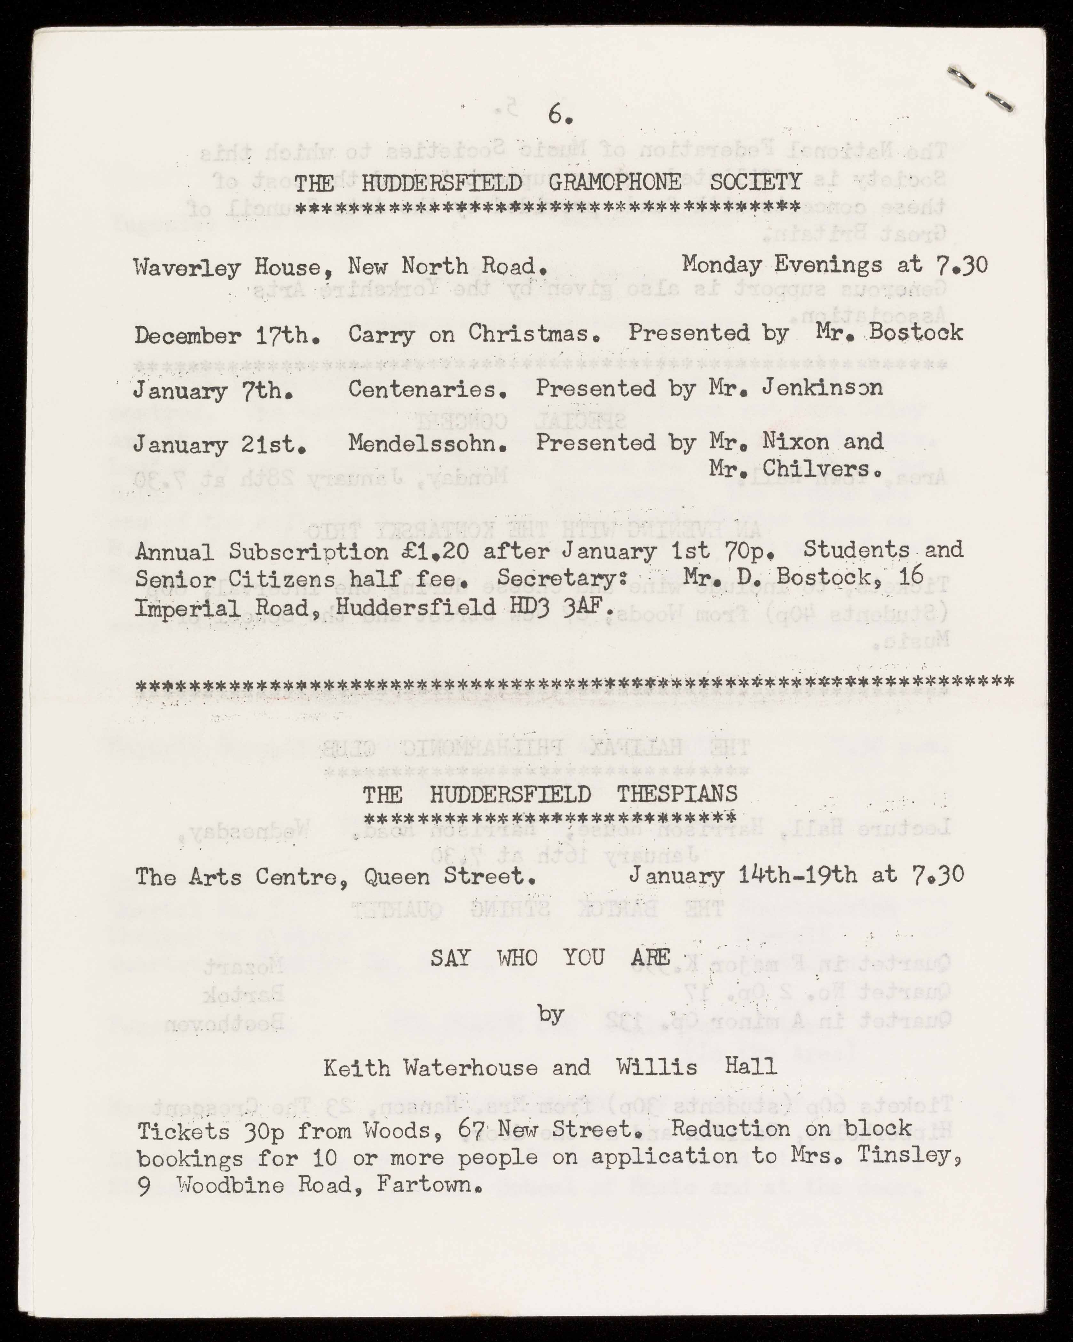 6.
THE HUDDERSFIELD GRAMOPHONE SOCIETY
**************************************
Waverley House, New North Road. Monday Evenings at 7.30
December 17th. Carry on Christmas. Presented by Mr. Bostock
January 7th. Centenaries. Presented by Mr. Jenkinson
January 21st. Mendelssohn. Presented by Mr. Nixon and
Mr. Chilvers.
Annual Subscription £1.20 after January 1st 70p. Students and
Senior Citizens half fee. Secretary: Mr. D. Bostock, 16
Imperial Road, Huddersfield HD3 3AF.
******************************************************************
THE HUDDERSFIELD THESPIANS
****************************
The Arts Centre, Queen Street. January 14th-19th at 7.30
SAY WHO YOU ARE
by
Keith Waterhouse and Willis Hall
Tickets 30p from Woods, 67 New Street. Reduction on block
bookings for 10 or more people on application to Mrs. Tinsley,
9 Woodbine Road, Fartown.